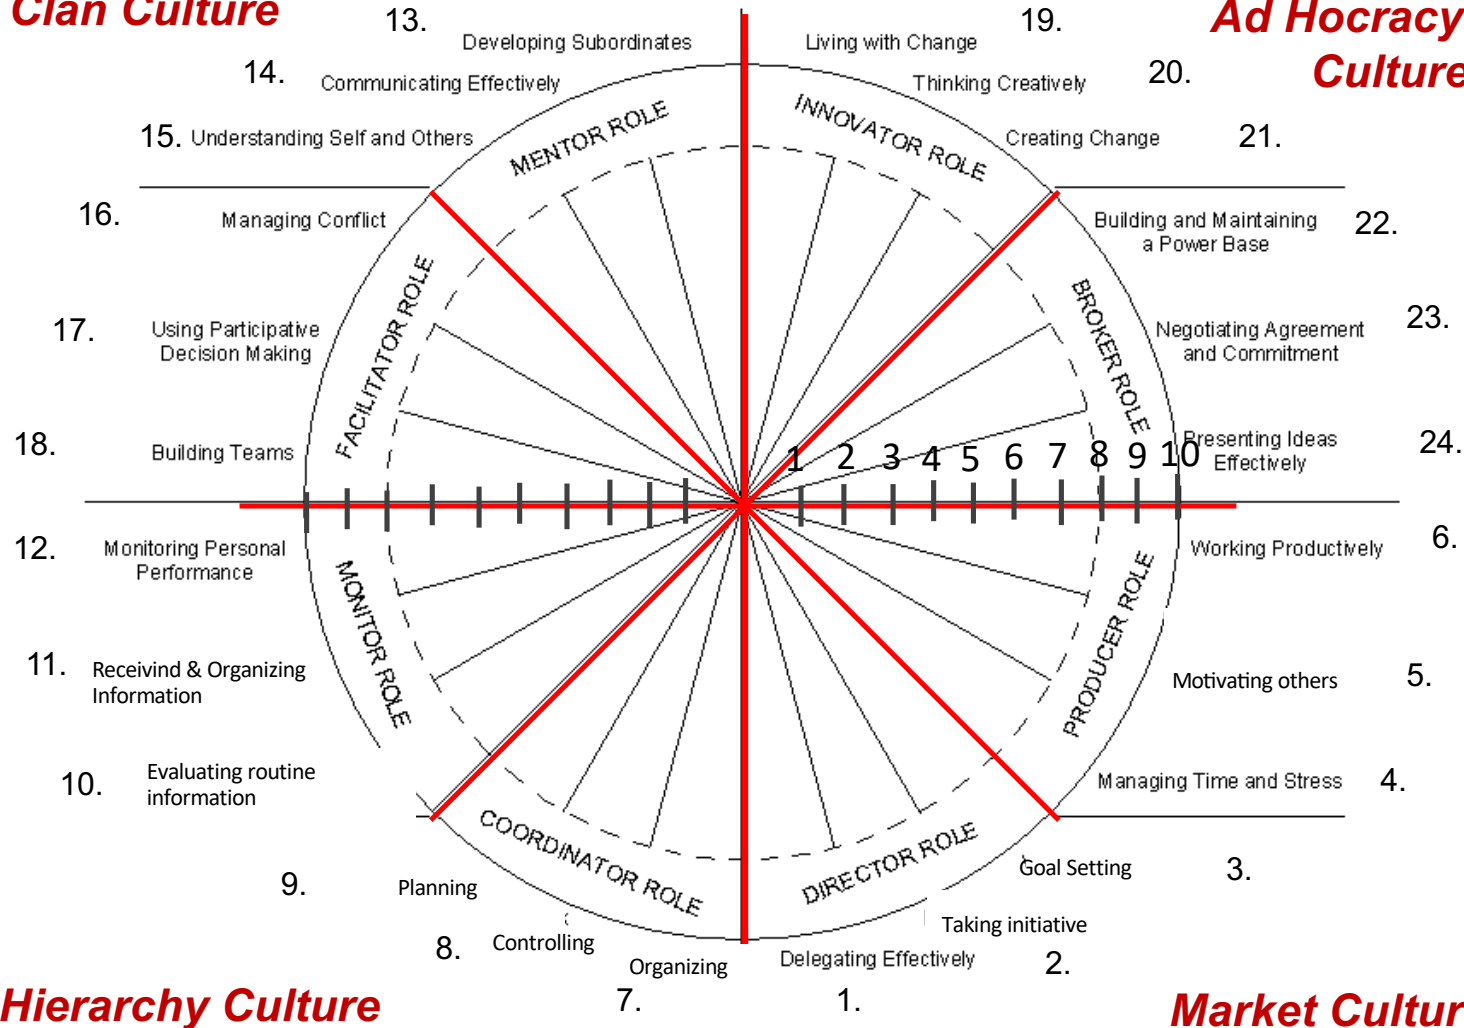 Clan Culture
13.
19.
Ad Hocracy
Culture
Developing Subordinates
Living with Change
14.
Communicating Effectively
Thinking Creatively
20.
15.
Understanding Self and Others
MENTOR ROLE
INNOVATOR ROLE
Creating Change
21.
16.
Managing Conflict
Building and Maintaining
a Power Base
22.
FACILITATOR ROLE
BROKER ROLE
17.
Using Participative
Decision Making
Negotiating Agreement
and Commitment
23.
18.
Building Teams
1 2 3 4 5 6 7 8 9 10
Presenting Ideas
Effectively
24.
12.
Monitoring Personal
Performance
Working Productively
6.
MONITOR ROLE
PRODUCER ROLE
11.
Receivind & Organizing
Information
Motivating others
5.
10.
Evaluating routine
information
Managing Time and Stress
4.
COORDINATOR ROLE
DIRECTOR ROLE
9.
Planning
Goal Setting
3.
8.
Controlling
Taking initiative
2.
Organizing
Delegating Effectively
7.
1.
Hierarchy Culture
Market Cultur